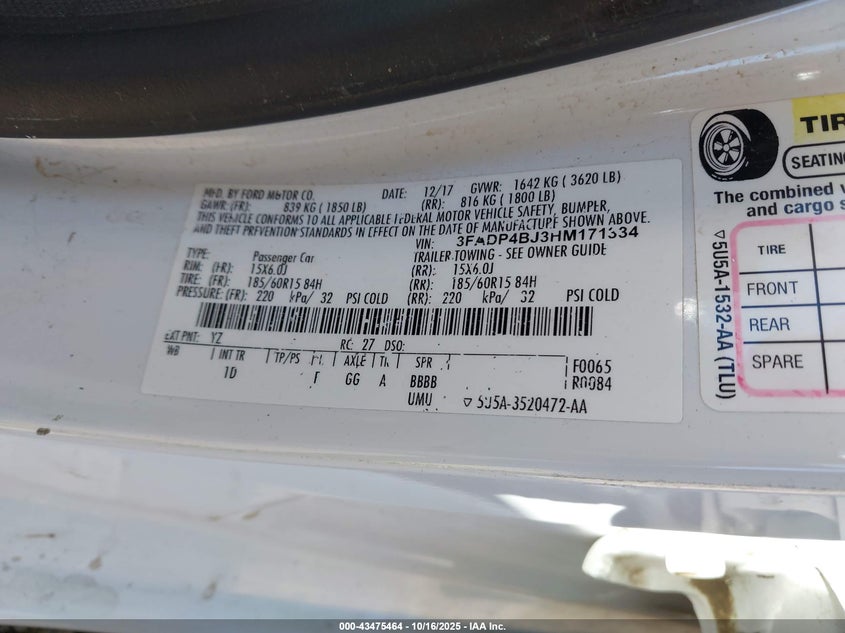 MFD. BY FORD MOTOR CO. DATE: 12/17 GVWR: 1642 KG ( 3620 LB)
GAWR: (FR): 839 KG ( 1850 LB) (RR): 816 KG ( 1800 LB)
THIS VEHICLE CONFORMS TO ALL APPLICABLE FEDERAL MOTOR VEHICLE SAFETY, BUMPER,
AND THEFT PREVENTION STANDARDS IN EFFECT ON THE DATE OF MANUFACTURE SHOWN ABOVE.
VIN: 3FADP4BJ3HM171334
TYPE: Passenger Car TRAILER TOWING - SEE OWNER GUIDE
RIM: (FR): 15X6.0J (RR): 15X6.0J
TIRE: (FR): 185/60R15 84H (RR): 185/60R15 84H
PRESSURE: (FR): 220 kPa/ 32 PSI COLD (RR): 220 kPa/ 32 PSI COLD
EXT PNT: YZ RC: 27 DSO:
WB INT TR TP/PS AXLE TR SPR F0065
1D F GG A BBBB R0084
UMU ▽ 5U5A-3520472-AA
TIR
SEATING
The combined
and cargo s
TIRE
FRONT
REAR
SPARE
▽5U5A-1532-AA (TLU)
000-43475464 - 10/16/2025 - IAA Inc.